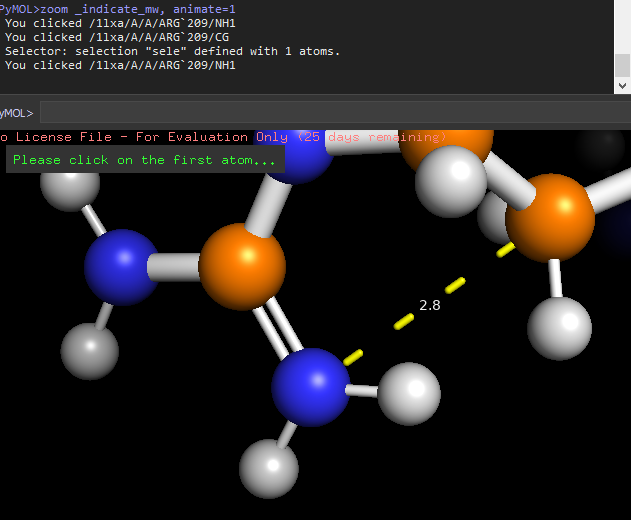 PyMOL>zoom _indicate_mw, animate=1
You clicked /1lxa/A/A/ARG`209/NH1
You clicked /1lxa/A/A/ARG`209/CG
Selector: selection "sele" defined with 1 atoms.
You clicked /1lxa/A/A/ARG`209/NH1
yMOL>
o License File - For Evaluation Only (25 days remaining)
Please click on the first atom...
2.8